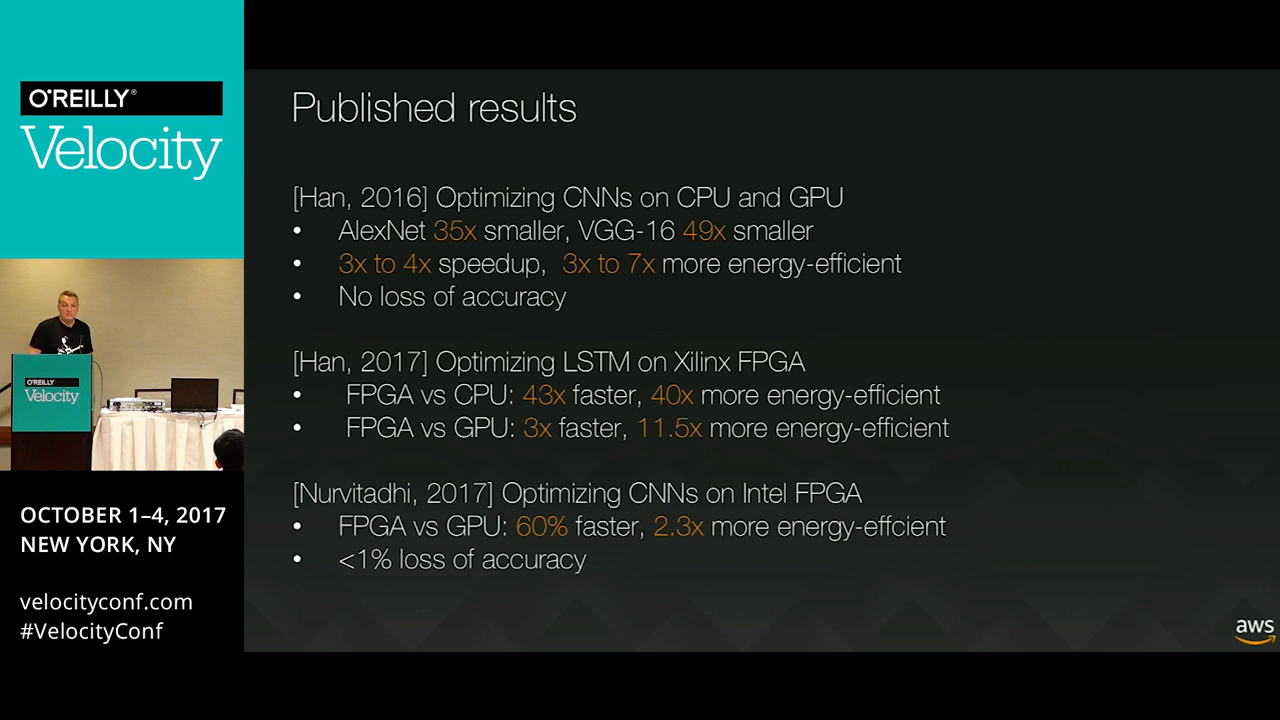 O'REILLY®
Velocity
Published results
[Han, 2016] Optimizing CNNs on CPU and GPU
• AlexNet 35x smaller, VGG-16 49x smaller
• 3x to 4x speedup, 3x to 7x more energy-efficient
• No loss of accuracy
[Han, 2017] Optimizing LSTM on Xilinx FPGA
• FPGA vs CPU: 43x faster, 40x more energy-efficient
• FPGA vs GPU: 3x faster, 11.5x more energy-efficient
[Nurvitadhi, 2017] Optimizing CNNs on Intel FPGA
• FPGA vs GPU: 60% faster, 2.3x more energy-effcient
• <1% loss of accuracy
O'REILLY
Velocity
OCTOBER 1–4, 2017
NEW YORK, NY
velocityconf.com
#VelocityConf
aws